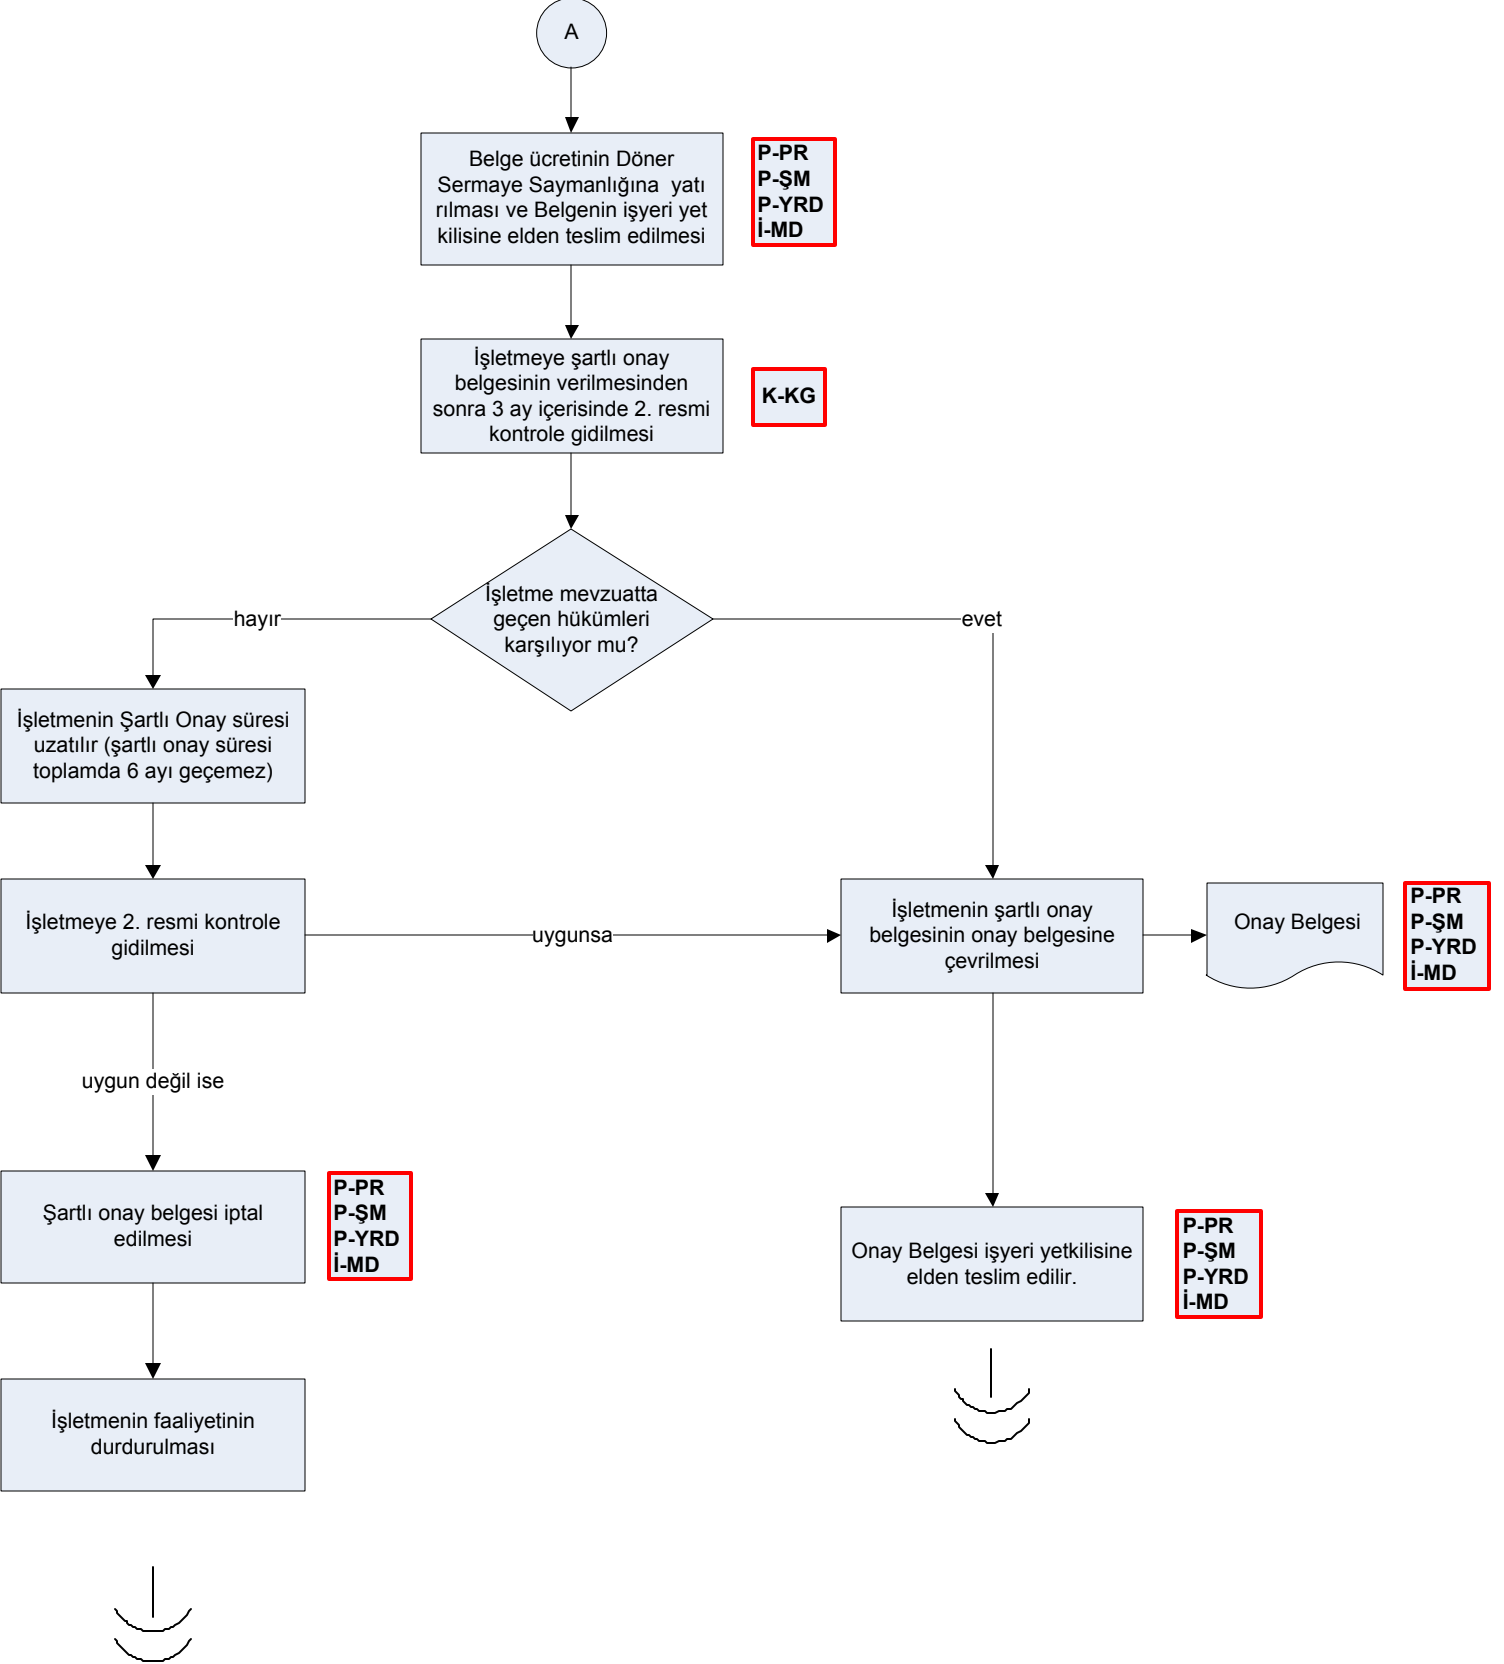 A
Belge ücretinin Döner
Sermaye Saymanlığına  yatı
rılması ve Belgenin işyeri yet
kilisine elden teslim edilmesi
P-PR
P-ŞM
P-YRD
İ-MD
İşletmeye şartlı onay
belgesinin verilmesinden
sonra 3 ay içerisinde 2. resmi
kontrole gidilmesi
K-KG
İşletme mevzuatta
geçen hükümleri
karşılıyor mu?
hayır
evet
İşletmenin Şartlı Onay süresi
uzatılır (şartlı onay süresi
toplamda 6 ayı geçemez)
İşletmeye 2. resmi kontrole
gidilmesi
uygunsa
İşletmenin şartlı onay
belgesinin onay belgesine
çevrilmesi
Onay Belgesi
P-PR
P-ŞM
P-YRD
İ-MD
uygun değil ise
Şartlı onay belgesi iptal
edilmesi
P-PR
P-ŞM
P-YRD
İ-MD
Onay Belgesi işyeri yetkilisine
elden teslim edilir.
P-PR
P-ŞM
P-YRD
İ-MD
İşletmenin faaliyetinin
durdurulması